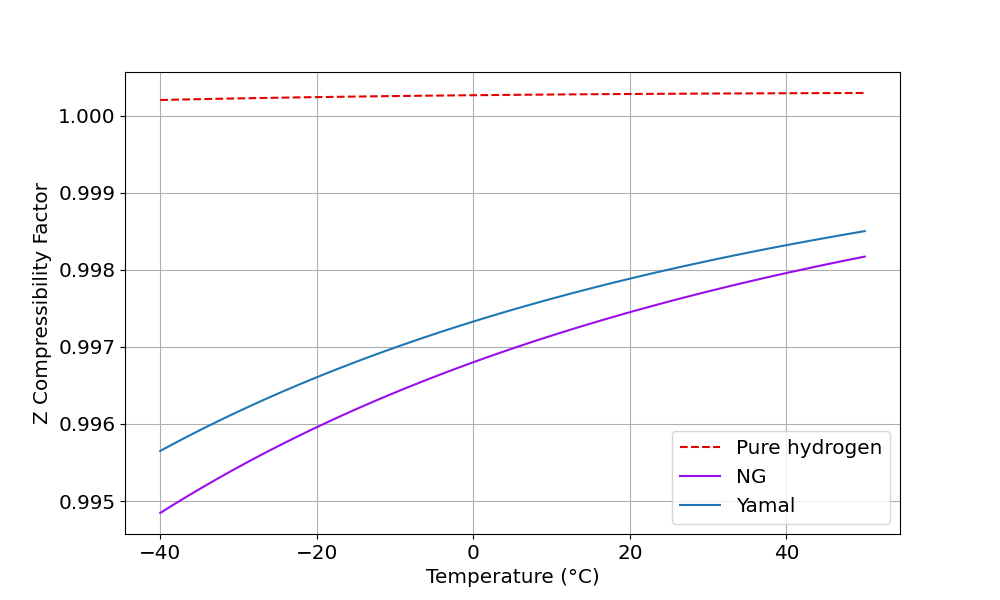 1.000
0.999
0.998
0.997
0.996
0.995
Z Compressibility Factor
Pure hydrogen
NG
Yamal
−40
−20
0
20
40
Temperature (°C)